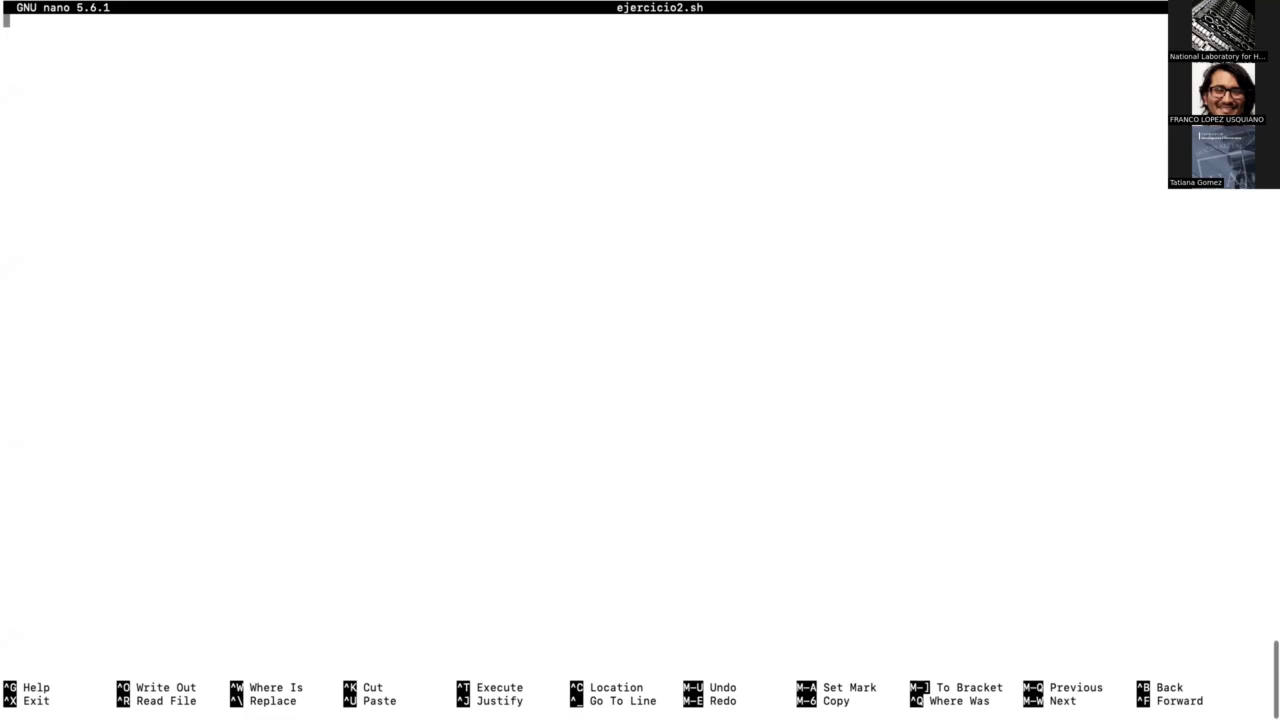 GNU nano 5.6.1 ejercicio2.sh
National Laboratory for H...
FRANCO LOPEZ USQUIANO
Tatiana Gomez
^G Help ^O Write Out ^W Where Is ^K Cut ^T Execute ^C Location M-U Undo M-A Set Mark M-] To Bracket M-Q Previous ^B Back
^X Exit ^R Read File ^\ Replace ^U Paste ^J Justify ^_ Go To Line M-E Redo M-6 Copy ^Q Where Was M-W Next ^F Forward